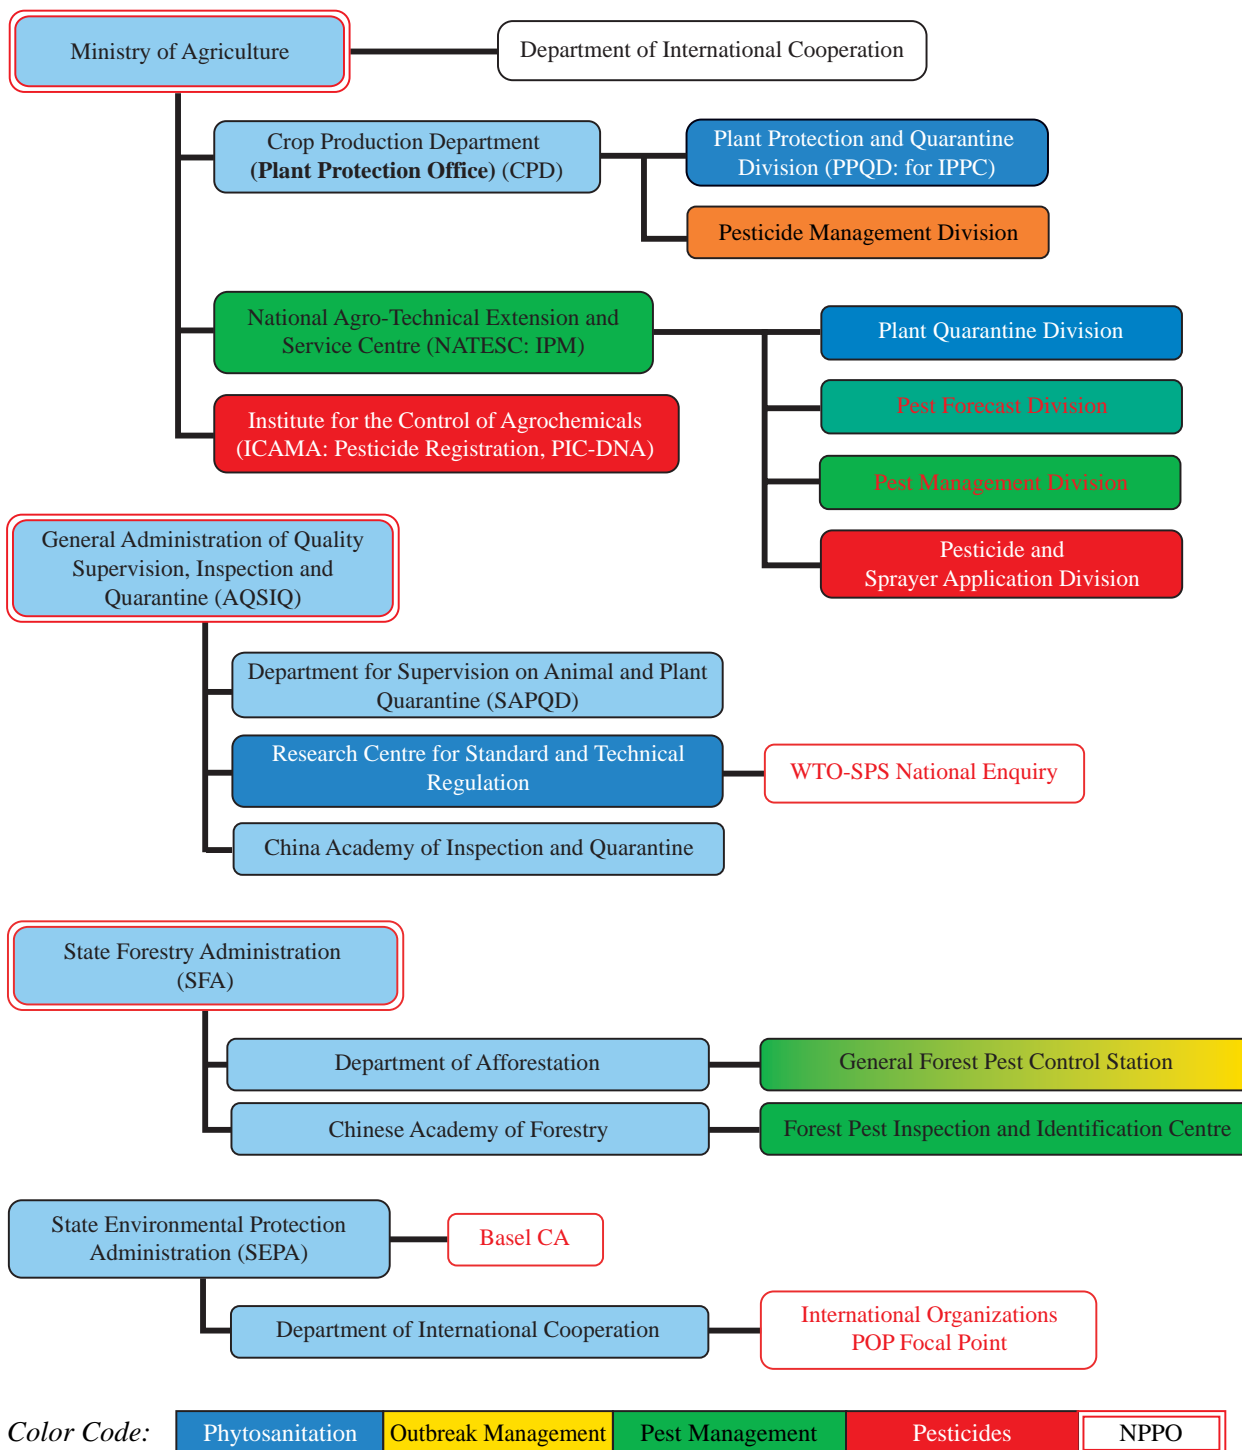 Ministry of Agriculture
Department of International Cooperation
Crop Production Department
(Plant Protection Office) (CPD)
Plant Protection and Quarantine
Division (PPQD: for IPPC)
Pesticide Management Division
National Agro-Technical Extension and
Service Centre (NATESC: IPM)
Plant Quarantine Division
Pest Forecast Division
Institute for the Control of Agrochemicals
(ICAMA: Pesticide Registration, PIC-DNA)
Pest Management Division
Pesticide and
Sprayer Application Division
General Administration of Quality
Supervision, Inspection and
Quarantine (AQSIQ)
Department for Supervision on Animal and Plant
Quarantine (SAPQD)
Research Centre for Standard and Technical
Regulation
WTO-SPS National Enquiry
China Academy of Inspection and Quarantine
State Forestry Administration
(SFA)
Department of Afforestation
General Forest Pest Control Station
Chinese Academy of Forestry
Forest Pest Inspection and Identification Centre
State Environmental Protection
Administration (SEPA)
Basel CA
Department of International Cooperation
International Organizations
POP Focal Point
Color Code:
Phytosanitation
Outbreak Management
Pest Management
Pesticides
NPPO